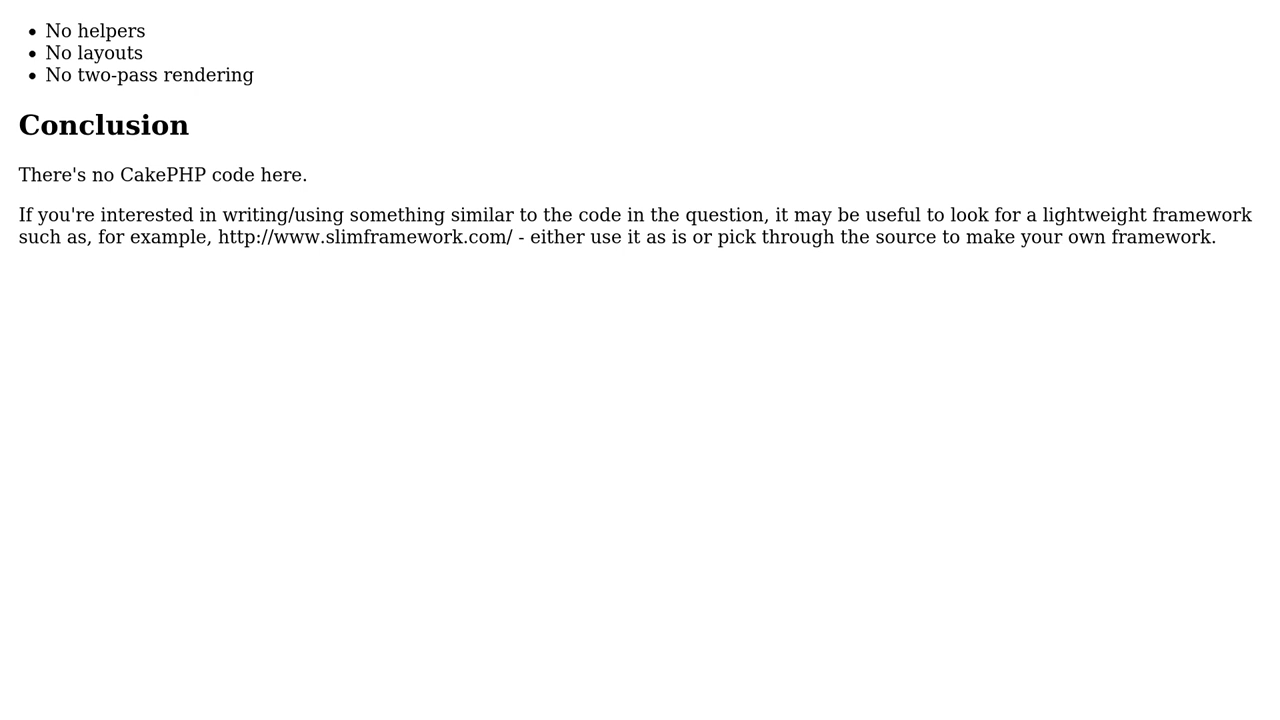 No helpers
No layouts
No two-pass rendering
Conclusion
There's no CakePHP code here.
If you're interested in writing/using something similar to the code in the question, it may be useful to look for a lightweight framework
such as, for example, http://www.slimframework.com/ - either use it as is or pick through the source to make your own framework.